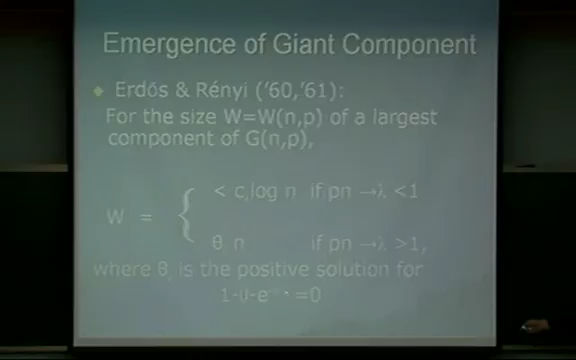 Emergence of Giant Component
Erdős & Rényi ('60,'61):
For the size W=W(n,p) of a largest
component of G(n,p),
< c log n if pn →λ <1
W =
θ n if pn →λ >1,
where θ is the positive solution for
=0